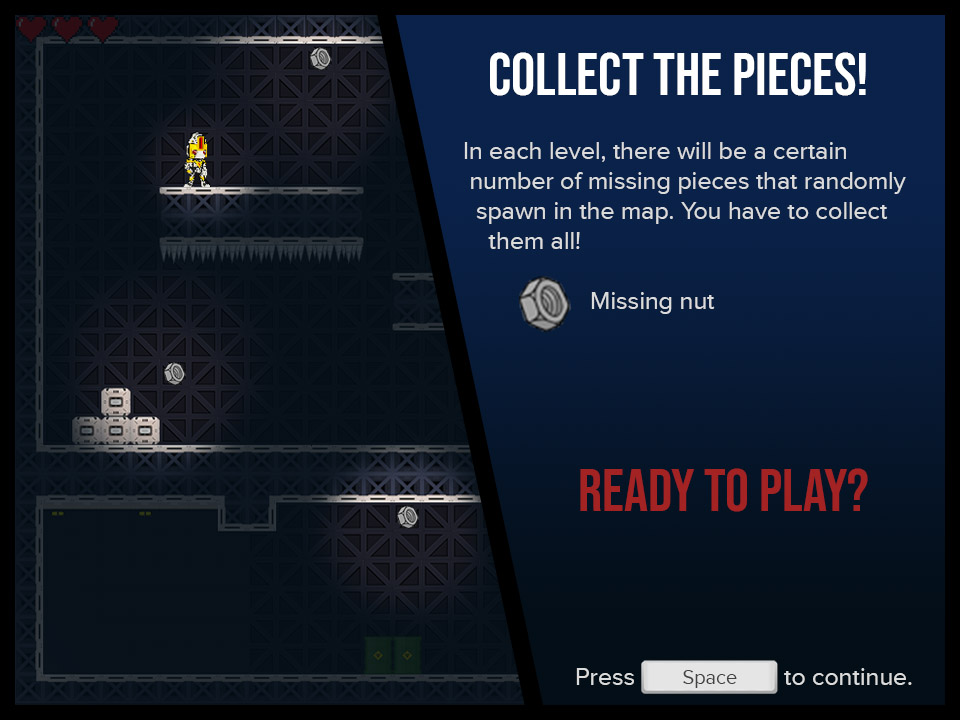 COLLECT THE PIECES!
In each level, there will be a certain
number of missing pieces that randomly
spawn in the map. You have to collect
them all!
Missing nut
READY TO PLAY?
Press Space to continue.